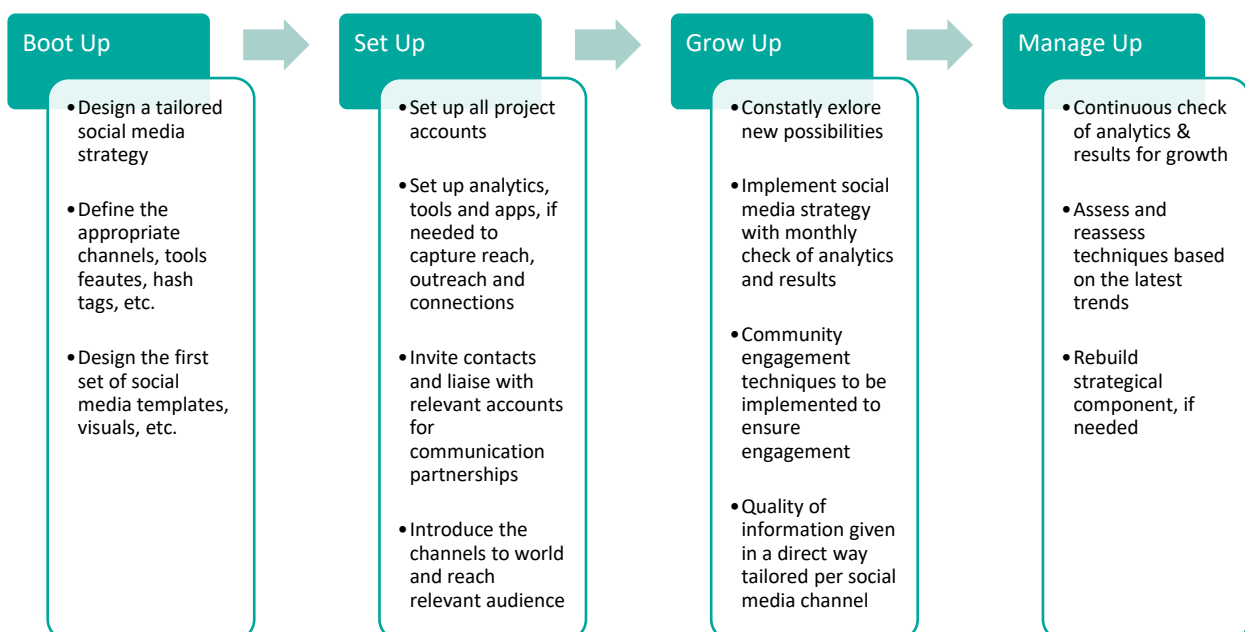 Boot Up
•Design a tailored
social media
strategy
•Define the
appropriate
channels, tools
feautes, hash
tags, etc.
•Design the first
set of social
media templates,
visuals, etc.
Set Up
•Set up all project
accounts
•Set up analytics,
tools and apps, if
needed to
capture reach,
outreach and
connections
•Invite contacts
and liaise with
relevant accounts
for
communication
partnerships
•Introduce the
channels to world
and reach
relevant audience
Grow Up
•Constatly exlore
new possibilities
•Implement social
media strategy
with monthly
check of analytics
and results
•Community
engagement
techniques to be
implemented to
ensure
engagement
•Quality of
information given
in a direct way
tailored per social
media channel
Manage Up
•Continuous check
of analytics &
results for growth
•Assess and
reassess
techniques based
on the latest
trends
•Rebuild
strategical
component, if
needed